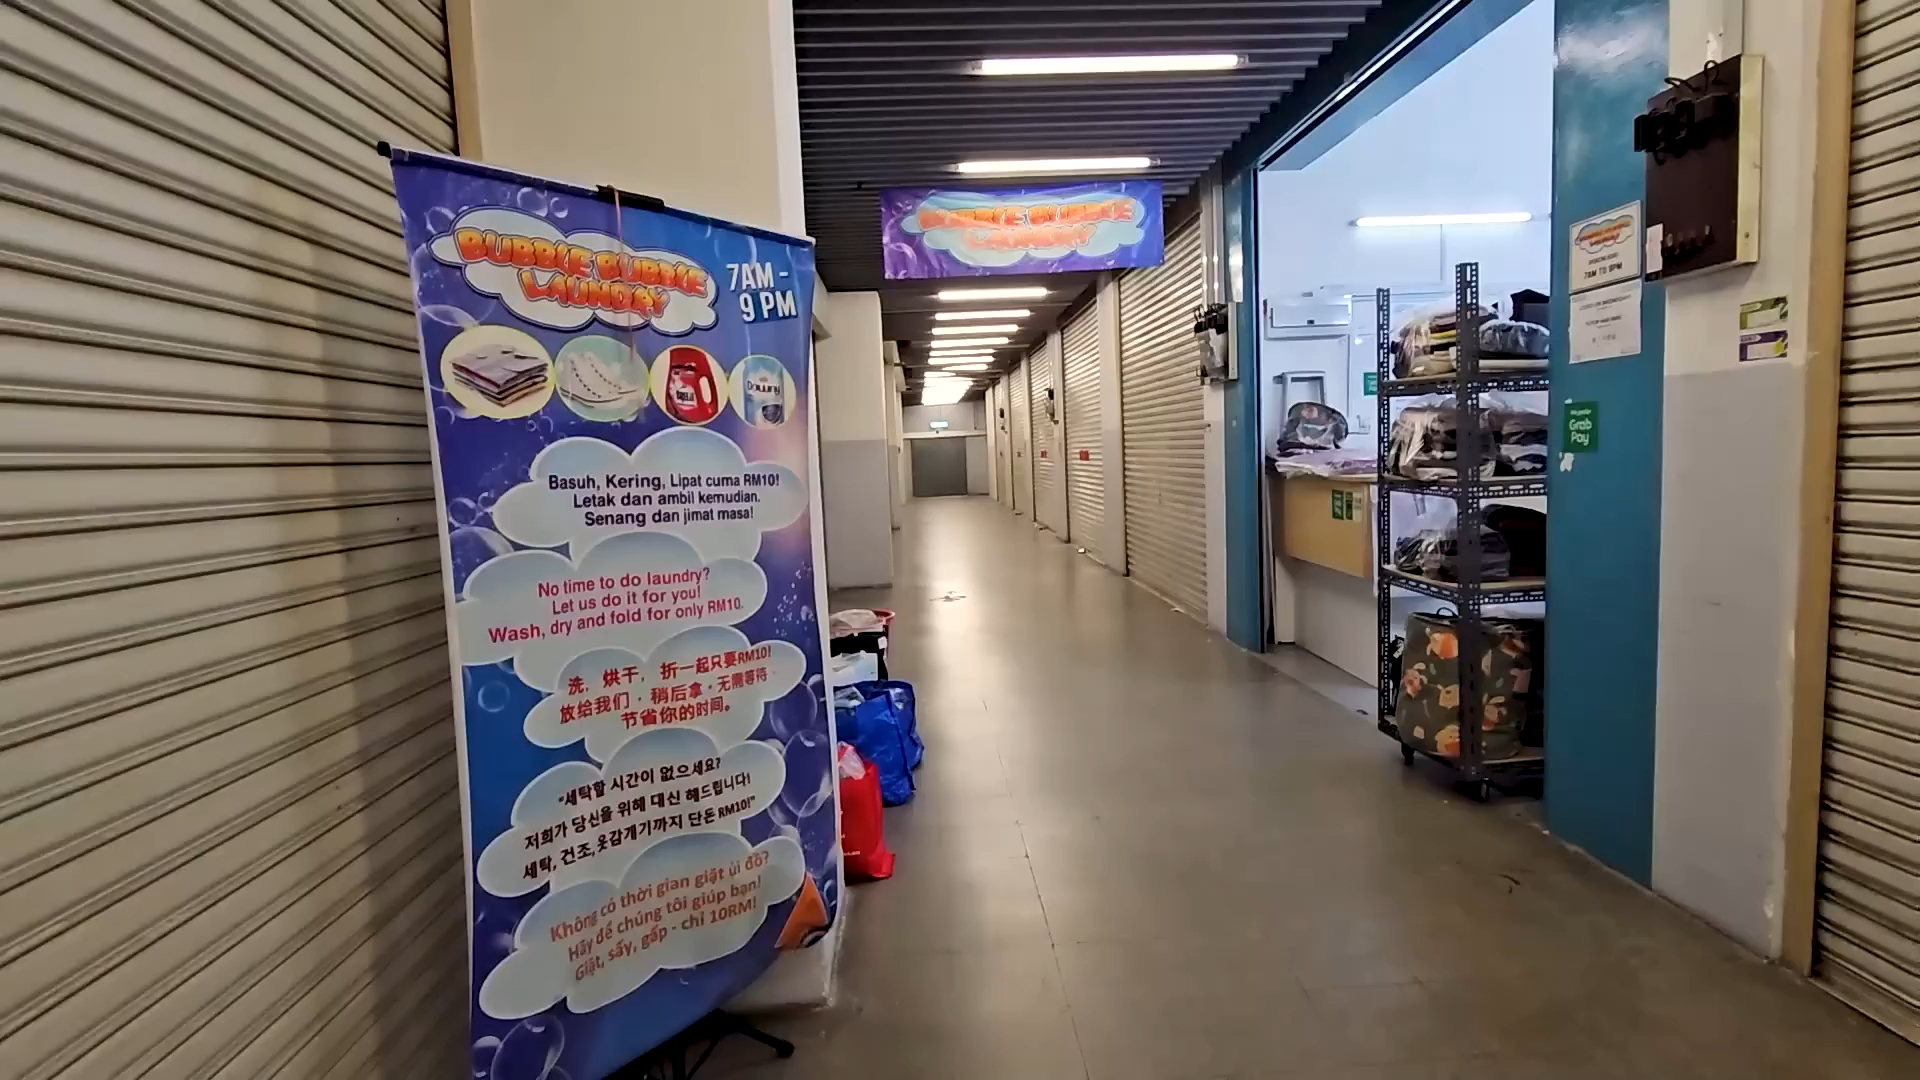 BUBBLE BUBBLE
LAUNDRY
7AM -
9 PM
Downy
Basuh, Kering, Lipat cuma RM10!
Letak dan ambil kemudian.
Senang dan jimat masa!
No time to do laundry?
Let us do it for you!
Wash, dry and fold for only RM10.
洗，烘干，折一起只要RM10!
放给我们，稍后拿，无需等待，
节省你的时间。
"세탁할 시간이 없으세요?
저희가 당신을 위해 대신 해드립니다!
세탁, 건조, 옷감개기까지 단돈 RM10!"
Không có thời gian giặt ủi đồ?
Hãy để chúng tôi giúp bạn!
Giặt, sấy, gấp - chỉ 10RM!
BUBBLE BUBBLE
LAUNDRY
BUBBLE BUBBLE
LAUNDRY
7AM TO 9PM
Grab
Pay